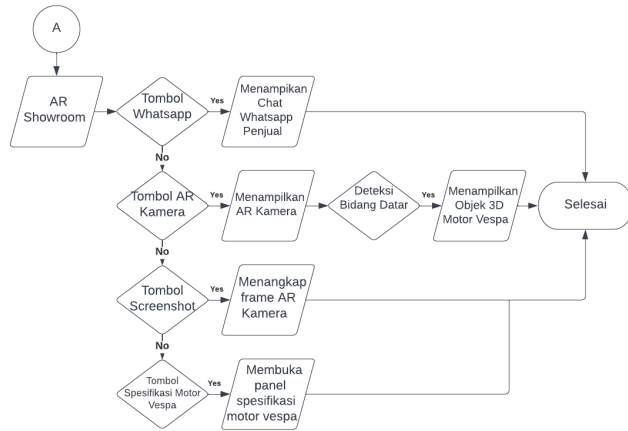 A
AR
Showroom
Tombol
Whatsapp
Yes
Menampikan
Chat
Whatsapp
Penjual
No
Tombol AR
Kamera
Yes
Menampilkan
AR Kamera
Deteksi
Bidang Datar
Yes
Menampilkan
Objek 3D
Motor Vespa
Selesai
No
Tombol
Screenshot
Yes
Menangkap
frame AR
Kamera
No
Tombol
Spesifikasi Motor
Vespa
Yes
Membuka
panel
spesifikasi
motor vespa